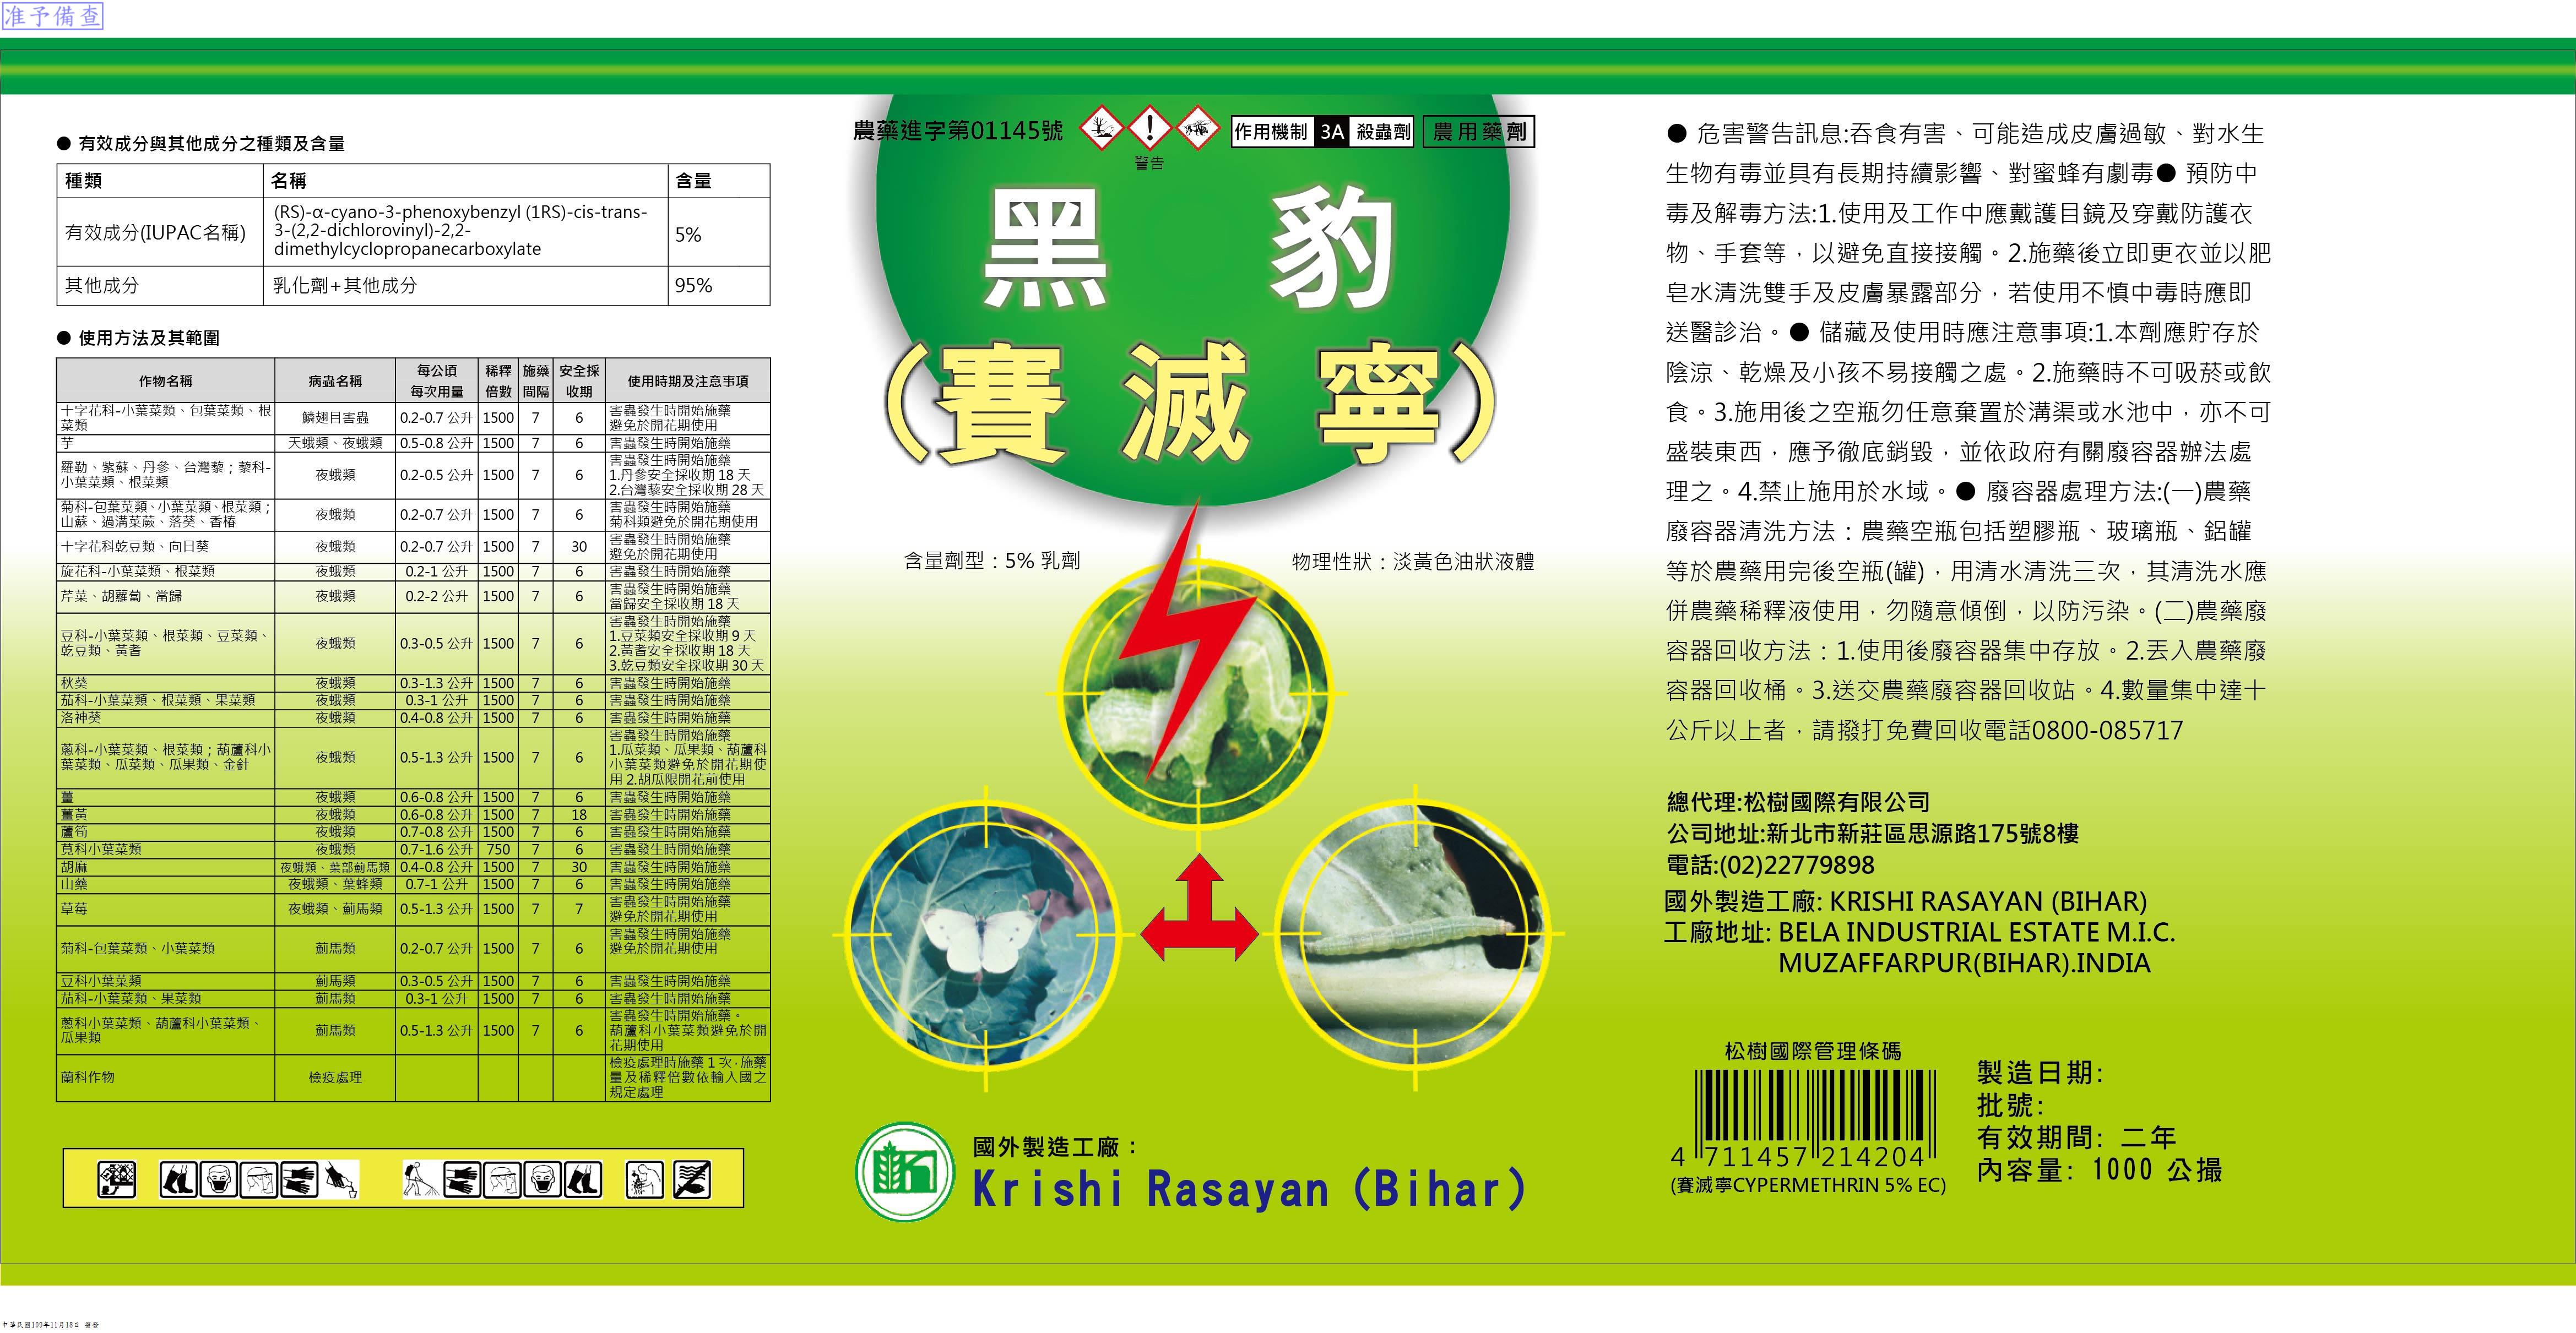 准予備查
● 有效成分與其他成分之種類及含量
種類 名稱 含量
有效成分(IUPAC名稱) (RS)-α-cyano-3-phenoxybenzyl (1RS)-cis-trans-
3-(2,2-dichlorovinyl)-2,2-
dimethylcyclopropanecarboxylate 5%
其他成分 乳化劑+其他成分 95%
● 使用方法及其範圍
作物名稱 病蟲名稱 每公頃每次用量 稀釋倍數 施藥間隔 安全採收期 使用時期及注意事項
十字花科-小葉菜類、包葉菜類、根菜類 鱗翅目害蟲 0.2-0.7 公升 1500 7 6 害蟲發生時開始施藥 避免於開花期使用
芋 天蛾類、夜蛾類 0.5-0.8 公升 1500 7 6 害蟲發生時開始施藥
羅勒、紫蘇、丹參、台灣藜；藜科-小葉菜類、根菜類 夜蛾類 0.2-0.5 公升 1500 7 6 害蟲發生時開始施藥 1.丹參安全採收期 18 天 2.台灣藜安全採收期 28 天
菊科-包葉菜類、小葉菜類、根菜類；山蘇、過溝菜蕨、落葵、香椿 夜蛾類 0.2-0.7 公升 1500 7 6 害蟲發生時開始施藥 菊科類避免於開花期使用
十字花科乾豆類、向日葵 夜蛾類 0.2-0.7 公升 1500 7 30 害蟲發生時開始施藥 避免於開花期使用
旋花科-小葉菜類、根菜類 夜蛾類 0.2-1 公升 1500 7 6 害蟲發生時開始施藥
芹菜、胡蘿蔔、當歸 夜蛾類 0.2-2 公升 1500 7 6 害蟲發生時開始施藥 當歸安全採收期 18 天
豆科-小葉菜類、根菜類、豆菜類、乾豆類、黃耆 夜蛾類 0.3-0.5 公升 1500 7 6 害蟲發生時開始施藥 1.豆菜類安全採收期 9 天 2.黃耆安全採收期 18 天 3.乾豆類安全採收期 30 天
秋葵 夜蛾類 0.3-1.3 公升 1500 7 6 害蟲發生時開始施藥
茄科-小葉菜類、根菜類、果菜類 夜蛾類 0.3-1 公升 1500 7 6 害蟲發生時開始施藥
洛神葵 夜蛾類 0.4-0.8 公升 1500 7 6 害蟲發生時開始施藥
蔥科-小葉菜類、根菜類；葫蘆科小葉菜類、瓜菜類、瓜果類、金針 夜蛾類 0.5-1.3 公升 1500 7 6 害蟲發生時開始施藥 1.瓜菜類、瓜果類、葫蘆科小葉菜類避免於開花期使用 2.胡瓜限開花前使用
薑 夜蛾類 0.6-0.8 公升 1500 7 6 害蟲發生時開始施藥
薑黃 夜蛾類 0.6-0.8 公升 1500 7 18 害蟲發生時開始施藥
蘆筍 夜蛾類 0.7-0.8 公升 1500 7 6 害蟲發生時開始施藥
莧科小葉菜類 夜蛾類 0.7-1.6 公升 750 7 6 害蟲發生時開始施藥
胡麻 夜蛾類、葉部薊馬類 0.4-0.8 公升 1500 7 30 害蟲發生時開始施藥
山藥 夜蛾類、葉蜂類 0.7-1 公升 1500 7 6 害蟲發生時開始施藥
草莓 夜蛾類、薊馬類 0.5-1.3 公升 1500 7 7 害蟲發生時開始施藥 避免於開花期使用
菊科-包葉菜類、小葉菜類 薊馬類 0.2-0.7 公升 1500 7 6 害蟲發生時開始施藥 避免於開花期使用
豆科小葉菜類 薊馬類 0.3-0.5 公升 1500 7 6 害蟲發生時開始施藥
茄科-小葉菜類、果菜類 薊馬類 0.3-1 公升 1500 7 6 害蟲發生時開始施藥
蔥科小葉菜類、葫蘆科小葉菜類、瓜果類 薊馬類 0.5-1.3 公升 1500 7 6 害蟲發生時開始施藥。葫蘆科小葉菜類避免於開花期使用
蘭科作物 檢疫處理 檢疫處理時施藥 1 次，施藥量及稀釋倍數依輸入國之規定處理
農藥進字第01145號 作用機制 3A 殺蟲劑 農用藥劑
警告
黑 豹
(賽 滅 寧)
含量劑型：5% 乳劑 物理性狀：淡黃色油狀液體
國外製造工廠：
Krishi Rasayan (Bihar)
● 危害警告訊息:吞食有害、可能造成皮膚過敏、對水生
生物有毒並具有長期持續影響、對蜜蜂有劇毒● 預防中
毒及解毒方法:1.使用及工作中應戴護目鏡及穿戴防護衣
物、手套等，以避免直接接觸。2.施藥後立即更衣並以肥
皂水清洗雙手及皮膚暴露部分，若使用不慎中毒時應即
送醫診治。● 儲藏及使用時應注意事項:1.本劑應貯存於
陰涼、乾燥及小孩不易接觸之處。2.施藥時不可吸菸或飲
食。3.施用後之空瓶勿任意棄置於溝渠或水池中，亦不可
盛裝東西，應予徹底銷毀，並依政府有關廢容器辦法處
理之。4.禁止施用於水域。● 廢容器處理方法:(一)農藥
廢容器清洗方法：農藥空瓶包括塑膠瓶、玻璃瓶、鋁罐
等於農藥用完後空瓶(罐)，用清水清洗三次，其清洗水應
併農藥稀釋液使用，勿隨意傾倒，以防污染。(二)農藥廢
容器回收方法：1.使用後廢容器集中存放。2.丟入農藥廢
容器回收桶。3.送交農藥廢容器回收站。4.數量集中達十
公斤以上者，請撥打免費回收電話0800-085717
總代理:松樹國際有限公司
公司地址:新北市新莊區思源路175號8樓
電話:(02)22779898
國外製造工廠: KRISHI RASAYAN (BIHAR)
工廠地址: BELA INDUSTRIAL ESTATE M.I.C.
MUZAFFARPUR(BIHAR).INDIA
松樹國際管理條碼
4 711457 214204
(賽滅寧CYPERMETHRIN 5% EC)
製造日期:
批號:
有效期間: 二年
內容量: 1000 公撮
中華民國109年11月18日 簽發